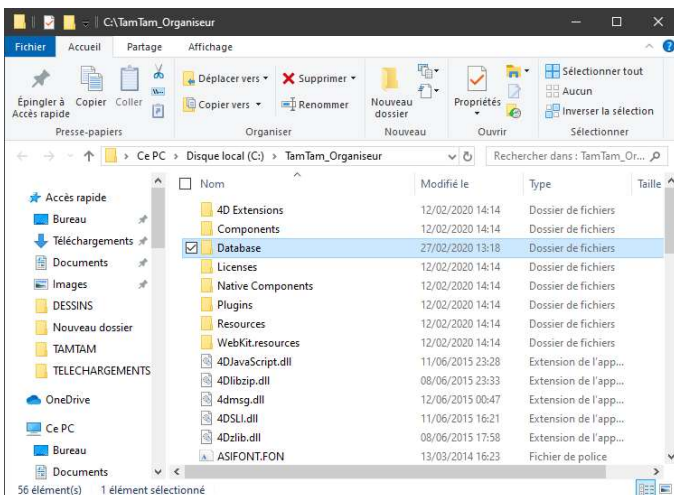 C:\TamTam_Organiseur
Fichier Accueil Partage Affichage
Épingler à Accès rapide
Copier
Coller
Presse-papiers
Déplacer vers
Copier vers
Supprimer
Renommer
Organiser
Nouveau dossier
Nouveau
Propriétés
Ouvrir
Sélectionner tout
Aucun
Inverser la sélection
Sélectionner
Ce PC > Disque local (C:) > TamTam_Organiseur
Rechercher dans : TamTam_Or...
Accès rapide
Bureau
Téléchargements
Documents
Images
DESSINS
Nouveau dossier
TAMTAM
TELECHARGEMENTS
OneDrive
Ce PC
Bureau
Documents
Nom Modifié le Type Taille
4D Extensions 12/02/2020 14:14 Dossier de fichiers
Components 12/02/2020 14:14 Dossier de fichiers
Database 27/02/2020 13:18 Dossier de fichiers
Licenses 12/02/2020 14:14 Dossier de fichiers
Native Components 12/02/2020 14:14 Dossier de fichiers
Plugins 12/02/2020 14:14 Dossier de fichiers
Resources 12/02/2020 14:14 Dossier de fichiers
WebKit.resources 12/02/2020 14:14 Dossier de fichiers
4DJavaScript.dll 11/06/2015 23:28 Extension de l'app...
4Dlibzip.dll 08/06/2015 23:33 Extension de l'app...
4dmsg.dll 12/06/2015 00:47 Extension de l'app...
4DSLI.dll 11/06/2015 16:21 Extension de l'app...
4Dzlib.dll 08/06/2015 17:58 Extension de l'app...
ASIFONT.FON 13/03/2014 16:23 Fichier de police
56 élément(s) 1 élément sélectionné